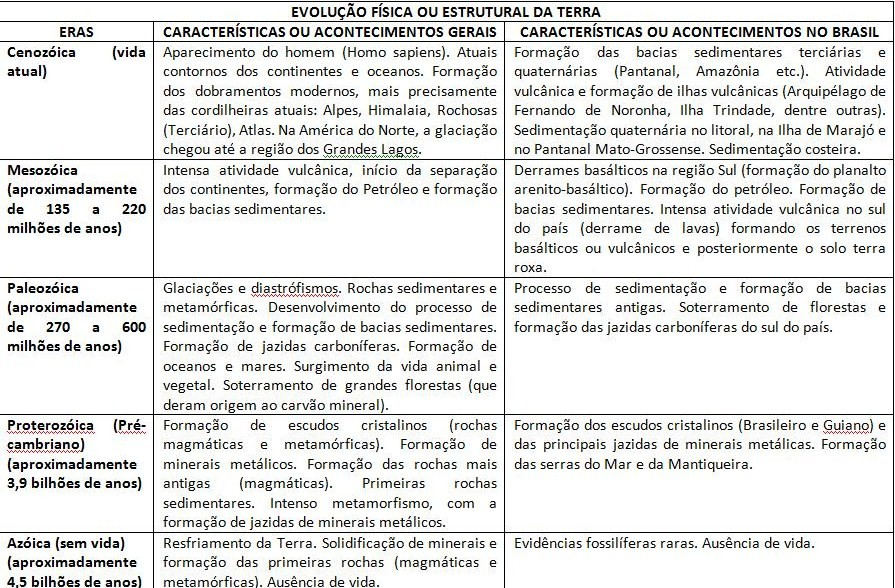 EVOLUÇÃO FÍSICA OU ESTRUTURAL DA TERRA
ERAS
CARACTERÍSTICAS OU ACONTECIMENTOS GERAIS
CARACTERÍSTICAS OU ACONTECIMENTOS NO BRASIL
Cenozóica (vida
atual)
Aparecimento do homem (Homo sapiens). Atuais
contornos dos continentes e oceanos. Formação
dos dobramentos modernos, mais precisamente
das cordilheiras atuais: Alpes, Himalaia, Rochosas
(Terciário), Atlas. Na América do Norte, a glaciação
chegou até a região dos Grandes Lagos.
Formação das bacias sedimentares terciárias e
quaternárias (Pantanal, Amazônia etc.). Atividade
vulcânica e formação de ilhas vulcânicas (Arquipélago de
Fernando de Noronha, Ilha Trindade, dentre outras).
Sedimentação quaternária no litoral, na Ilha de Marajó e
no Pantanal Mato-Grossense. Sedimentação costeira.
Mesozóica
(aproximadamente
de 135 a 220
milhões de anos)
Intensa atividade vulcânica, início da separação
dos continentes, formação do Petróleo e formação
das bacias sedimentares.
Derrames basálticos na região Sul (formação do planalto
arenito-basáltico). Formação do petróleo. Formação de
bacias sedimentares. Intensa atividade vulcânica no sul
do país (derrame de lavas) formando os terrenos
basálticos ou vulcânicos e posteriormente o solo terra
roxa.
Paleozóica
(aproximadamente
de 270 a 600
milhões de anos)
Glaciações e diastrófismos. Rochas sedimentares e
metamórficas. Desenvolvimento do processo de
sedimentação e formação de bacias sedimentares.
Formação de jazidas carboníferas. Formação de
oceanos e mares. Surgimento da vida animal e
vegetal. Soterramento de grandes florestas (que
deram origem ao carvão mineral).
Processo de sedimentação e formação de bacias
sedimentares antigas. Soterramento de florestas e
formação das jazidas carboníferas do sul do país.
Proterozóica (Pré-
cambriano)
(aproximadamente
3,9 bilhões de anos)
Formação de escudos cristalinos (rochas
magmáticas e metamórficas). Formação de
minerais metálicos. Formação das rochas mais
antigas (magmáticas). Primeiras rochas
sedimentares. Intenso metamorfismo, com a
formação de jazidas de minerais metálicos.
Formação dos escudos cristalinos (Brasileiro e Guiano) e
das principais jazidas de minerais metálicas. Formação
das serras do Mar e da Mantiqueira.
Azóica (sem vida)
(aproximadamente
4,5 bilhões de anos)
Resfriamento da Terra. Solidificação de minerais e
formação das primeiras rochas (magmáticas e
metamórficas). Ausência de vida.
Evidências fossilíferas raras. Ausência de vida.